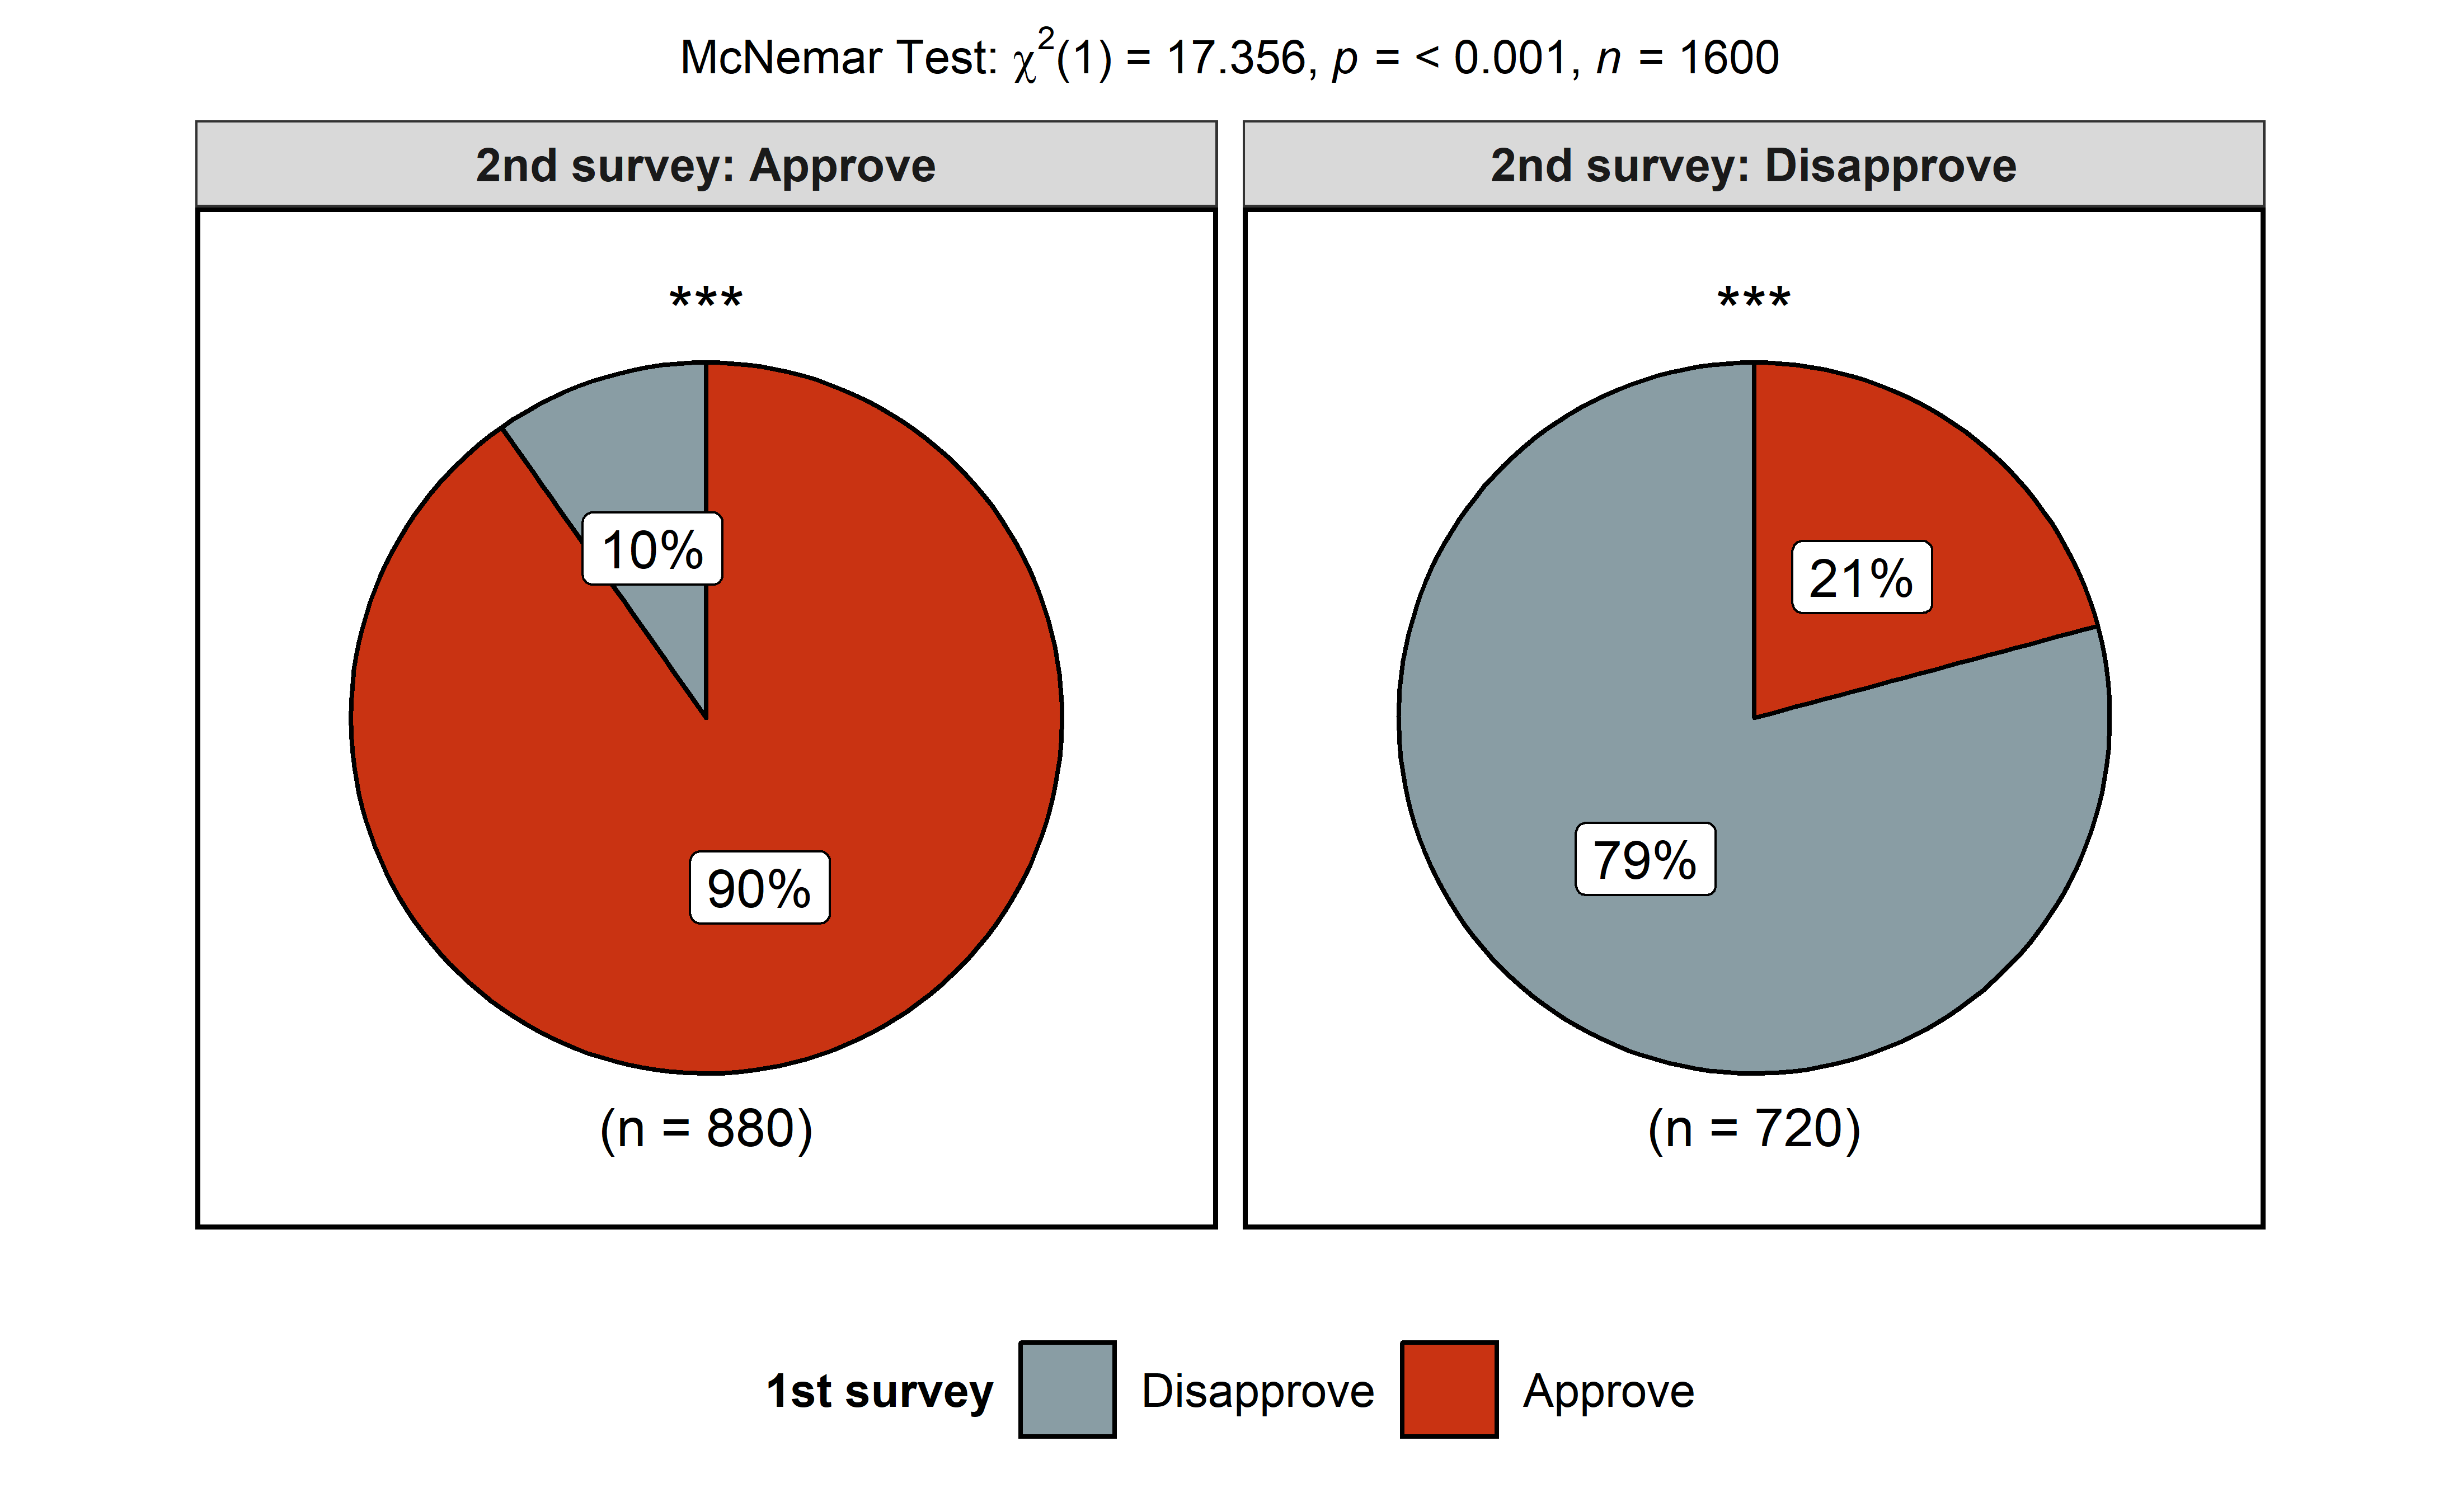 McNemar Test: χ²(1) = 17.356, p = < 0.001, n = 1600
2nd survey: Approve
***
10%
90%
(n = 880)
2nd survey: Disapprove
***
21%
79%
(n = 720)
1st survey Disapprove Approve